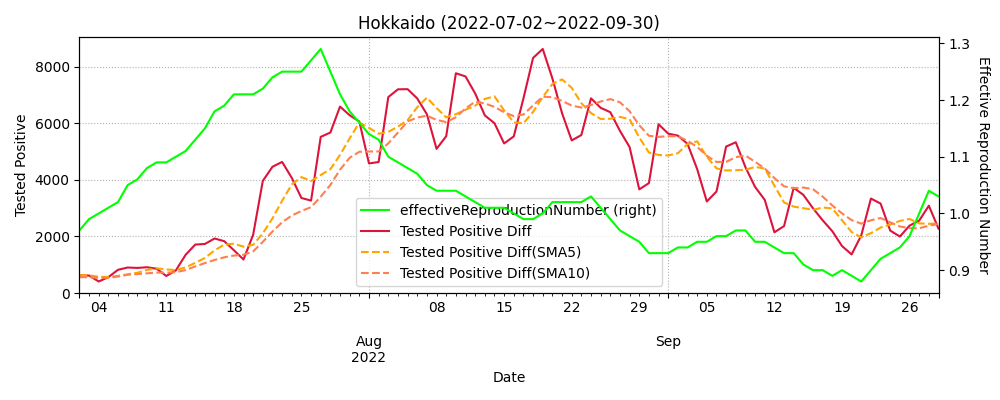 Hokkaido (2022-07-02~2022-09-30)
Tested Positive
8000
6000
4000
2000
0
1.3
1.2
1.1
1.0
0.9
Effective Reproduction Number
effectiveReproductionNumber (right)
Tested Positive Diff
Tested Positive Diff(SMA5)
Tested Positive Diff(SMA10)
04 11 18 25 08 15 22 29 05 12 19 26
Aug Sep
2022
Date